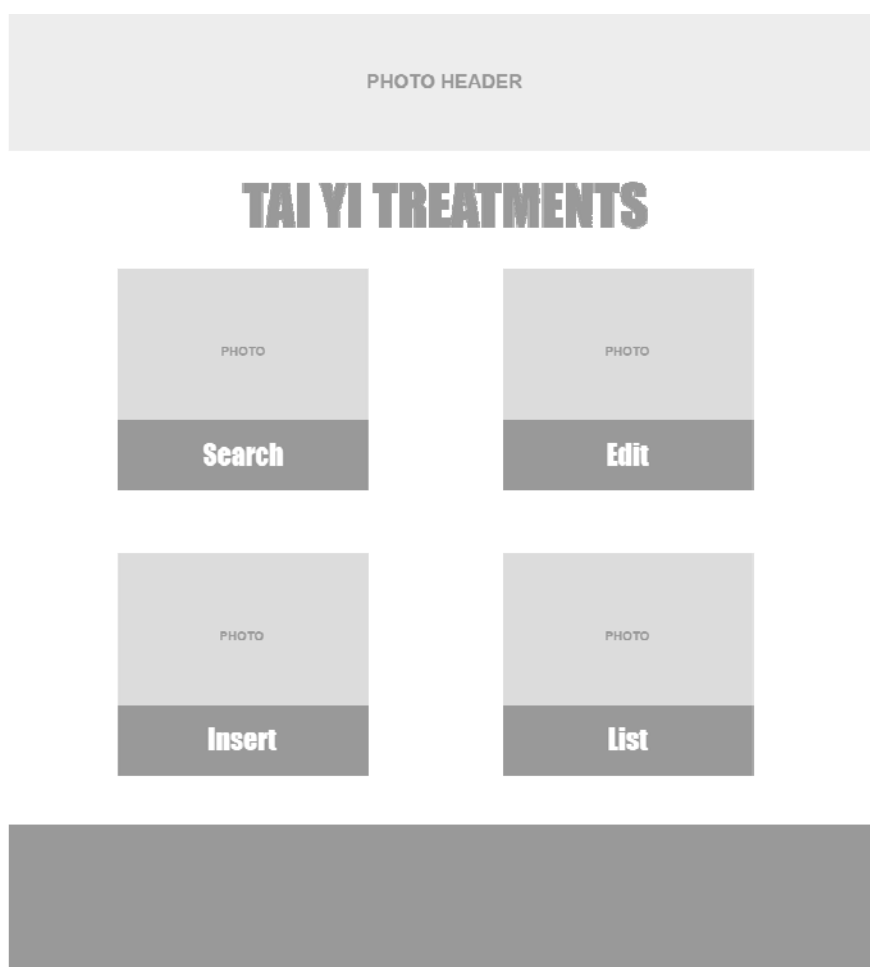 PHOTO HEADER
TAI YI TREATMENTS
PHOTO
PHOTO
Search
Edit
PHOTO
PHOTO
Insert
List